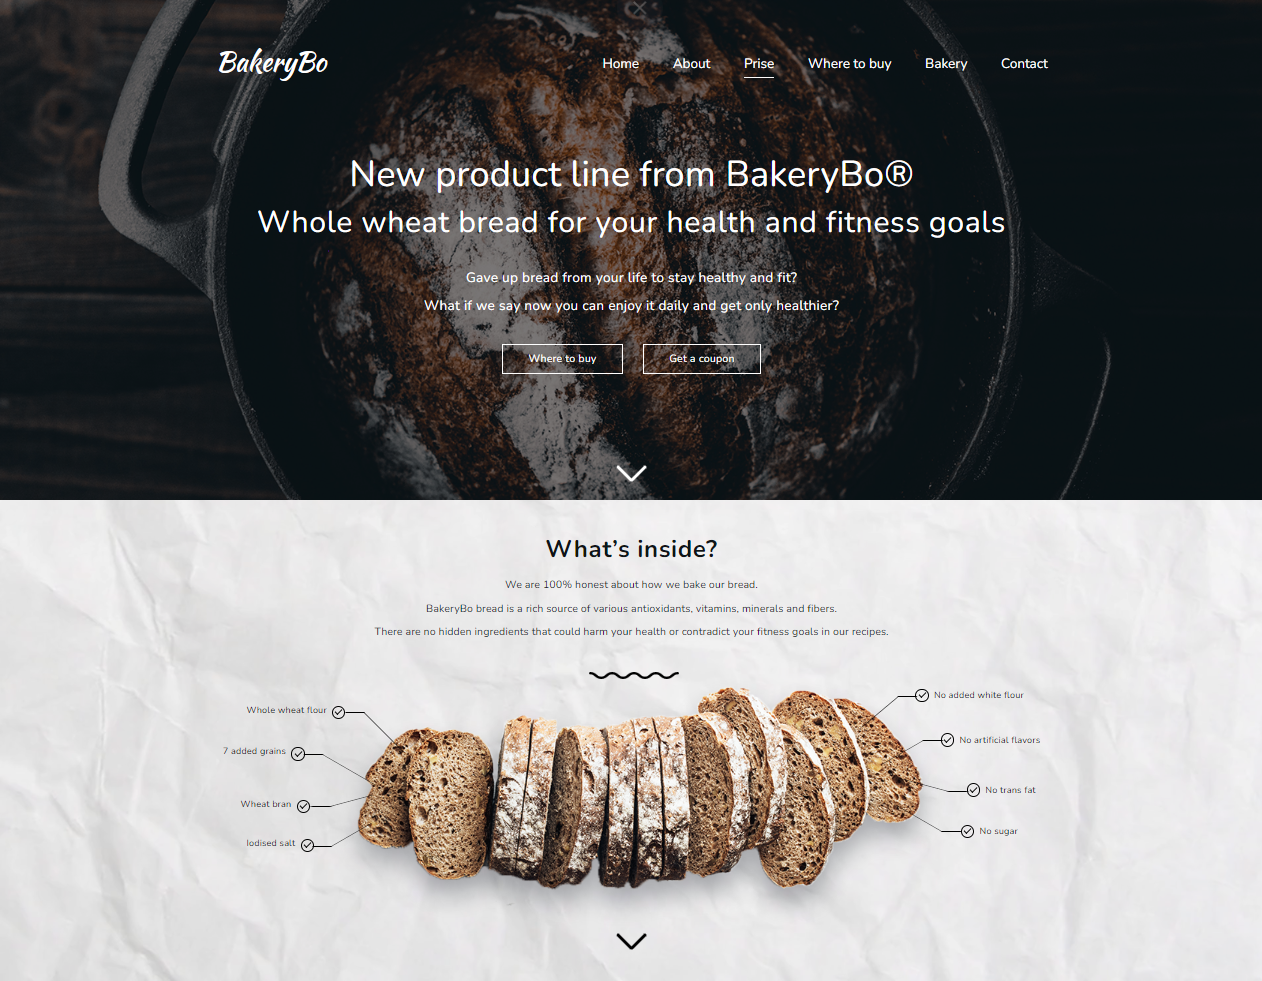 BakeryBo
Home About Prise Where to buy Bakery Contact
New product line from BakeryBo®
Whole wheat bread for your health and fitness goals
Gave up bread from your life to stay healthy and fit?
What if we say now you can enjoy it daily and get only healthier?
Where to buy
Get a coupon
What's inside?
We are 100% honest about how we bake our bread.
BakeryBo bread is a rich source of various antioxidants, vitamins, minerals and fibers.
There are no hidden ingredients that could harm your health or contradict your fitness goals in our recipes.
Whole wheat flour
7 added grains
Wheat bran
Iodised salt
No added white flour
No artificial flavors
No trans fat
No sugar